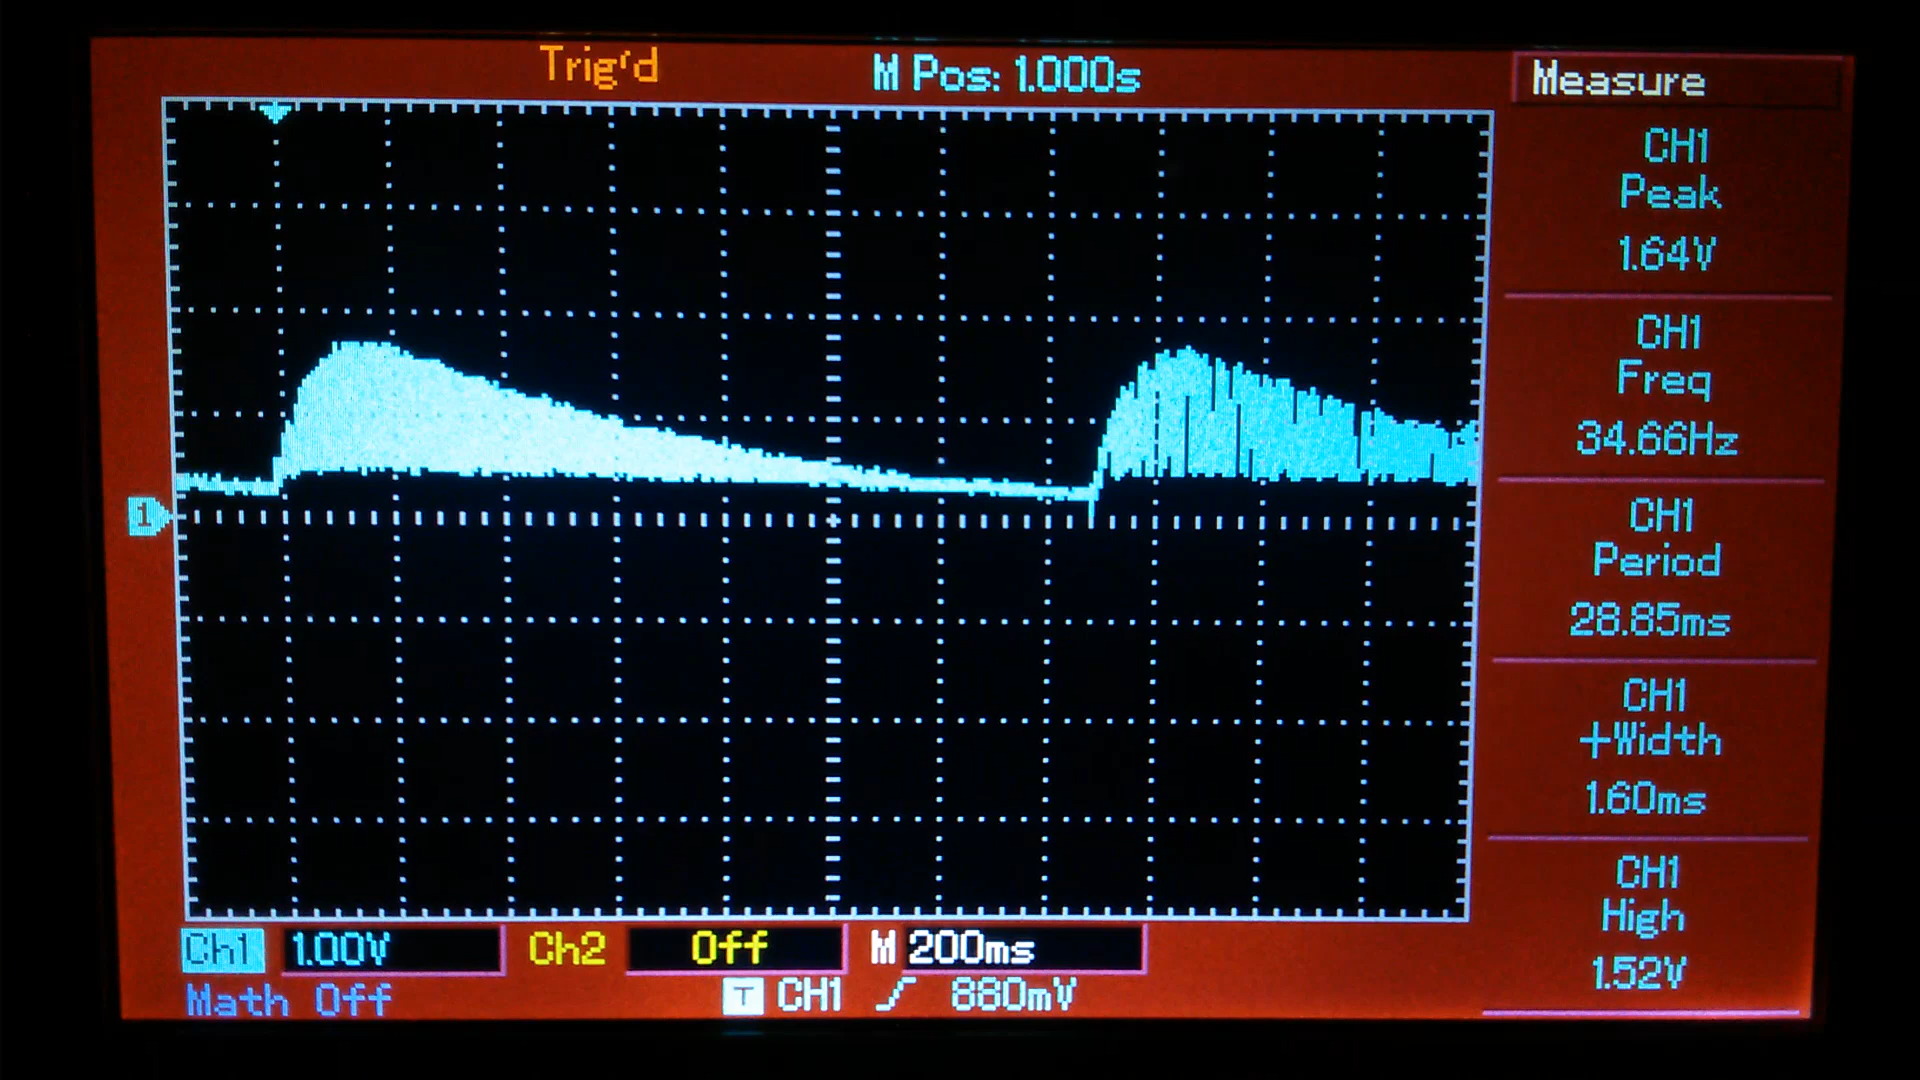 Trig'd M Pos: 1.000s Measure
CH1
Peak
1.64V
CH1
Freq
34.66Hz
1
CH1
Period
28.85ms
CH1
+Width
1.60ms
CH1
High
1.52V
Ch1 1.00V Ch2 Off M 200ms
Math Off T CH1 880mV